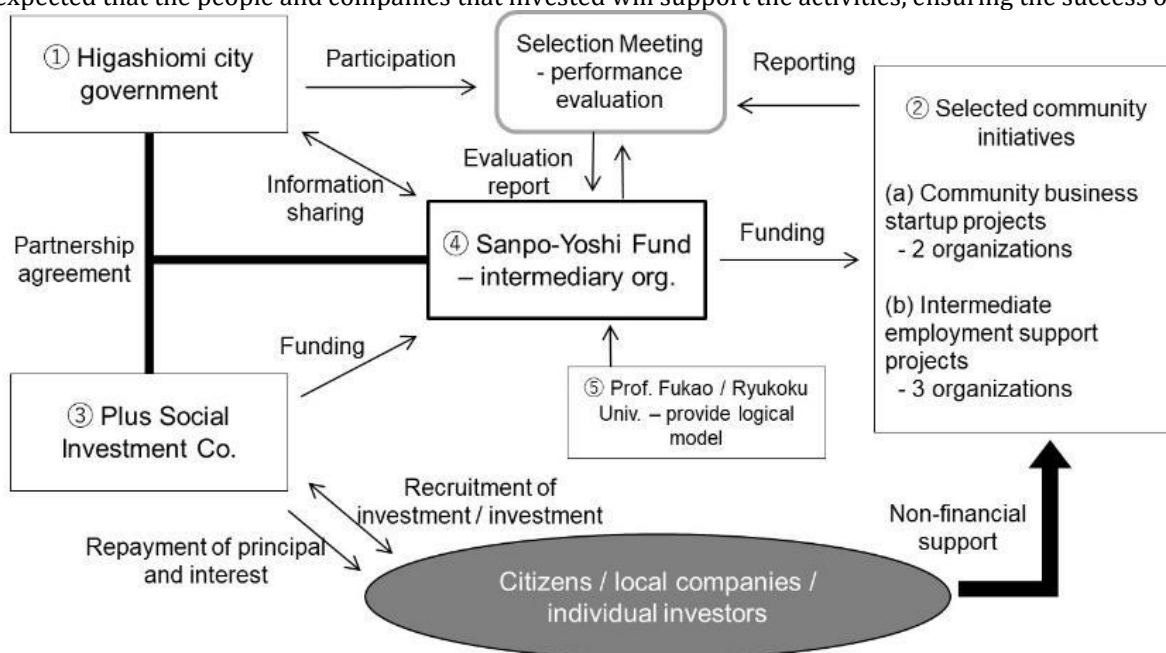 expected that the people and companies that invested will support the activities, ensuring the success o
① Higashiomi city
government
Participation
Selection Meeting
- performance
evaluation
Reporting
② Selected community
initiatives
(a) Community business
startup projects
- 2 organizations
(b) Intermediate
employment support
projects
- 3 organizations
Information
sharing
Evaluation
report
Partnership
agreement
④ Sanpo-Yoshi Fund
– intermediary org.
Funding
Funding
③ Plus Social
Investment Co.
⑤ Prof. Fukao / Ryukoku
Univ. – provide logical
model
Recruitment of
investment / investment
Repayment of principal
and interest
Non-financial
support
Citizens / local companies /
individual investors